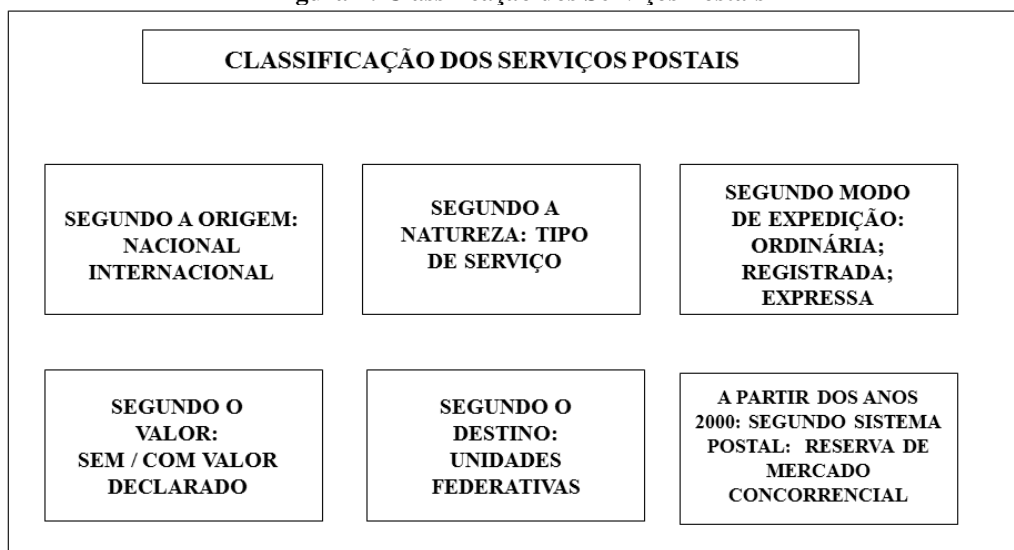 CLASSIFICAÇÃO DOS SERVIÇOS POSTAIS
SEGUNDO A ORIGEM:
NACIONAL
INTERNACIONAL
SEGUNDO A
NATUREZA: TIPO
DE SERVIÇO
SEGUNDO MODO
DE EXPEDIÇÃO:
ORDINÁRIA;
REGISTRADA;
EXPRESSA
SEGUNDO O
VALOR:
SEM / COM VALOR
DECLARADO
SEGUNDO O
DESTINO:
UNIDADES
FEDERATIVAS
A PARTIR DOS ANOS
2000: SEGUNDO SISTEMA
POSTAL: RESERVA DE
MERCADO
CONCORRENCIAL